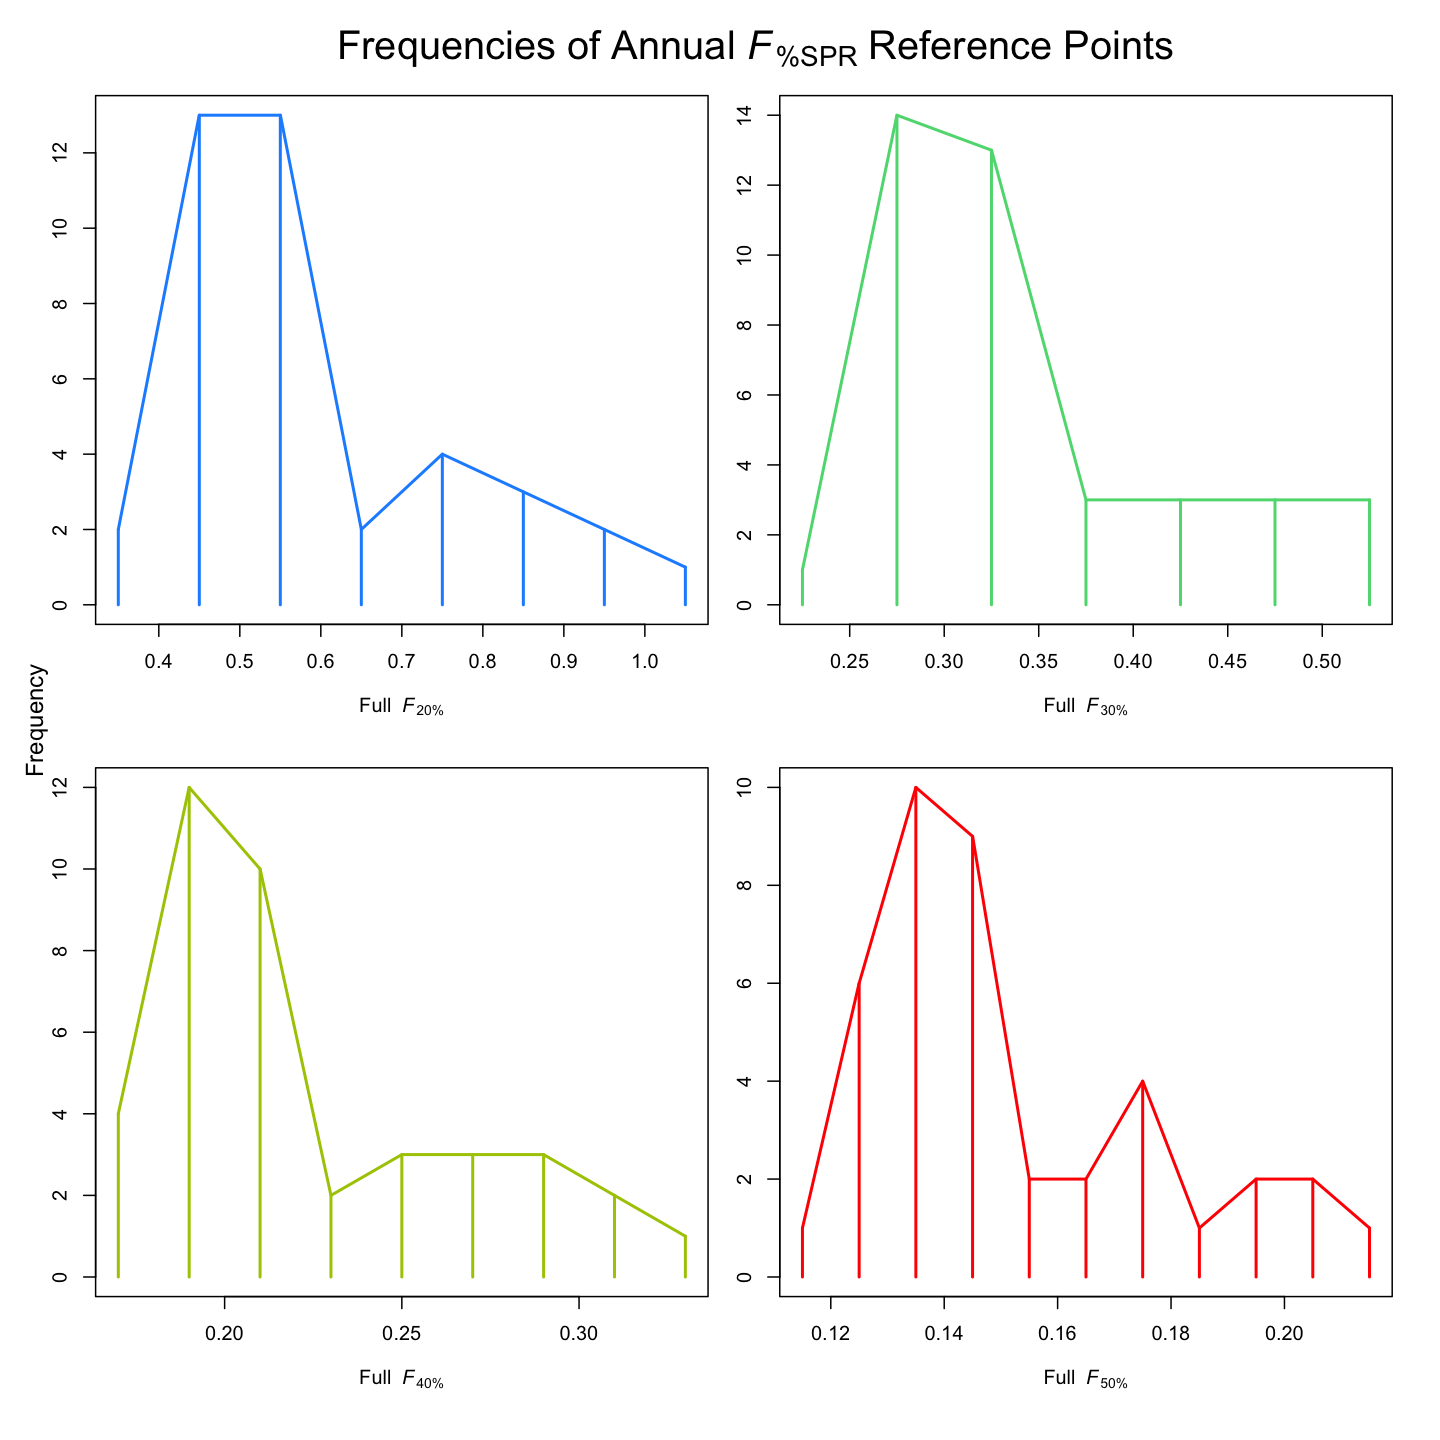 Frequencies of Annual F%SPR Reference Points
Frequency
0 2 4 6 8 10 12
0.4 0.5 0.6 0.7 0.8 0.9 1.0
Full F20%
0 2 4 6 8 10 12 14
0.25 0.30 0.35 0.40 0.45 0.50
Full F30%
0 2 4 6 8 10 12
0.20 0.25 0.30
Full F40%
0 2 4 6 8 10
0.12 0.14 0.16 0.18 0.20
Full F50%